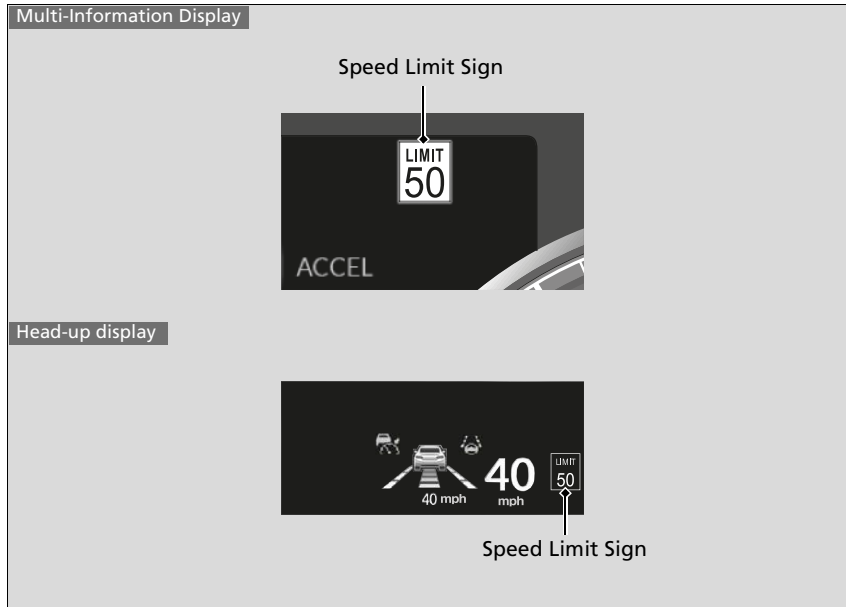 Multi-Information Display
Speed Limit Sign
LIMIT
50
ACCEL
Head-up display
40
mph
40 mph
LIMIT
50
Speed Limit Sign